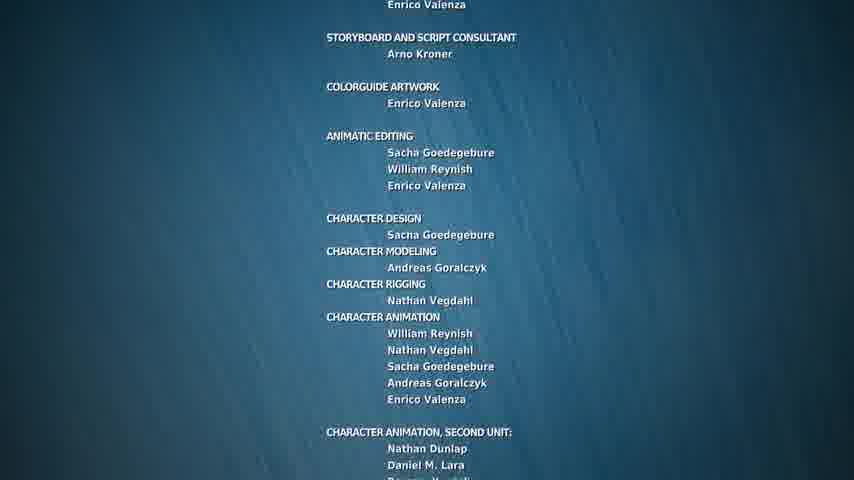 Enrico Valenza
STORYBOARD AND SCRIPT CONSULTANT
Arno Kroner
COLORGUIDE ARTWORK
Enrico Valenza
ANIMATIC EDITING
Sacha Goedegebure
William Reynish
Enrico Valenza
CHARACTER DESIGN
Sacha Goedegebure
CHARACTER MODELING
Andreas Goralczyk
CHARACTER RIGGING
Nathan Vegdahl
CHARACTER ANIMATION
William Reynish
Nathan Vegdahl
Sacha Goedegebure
Andreas Goralczyk
Enrico Valenza
CHARACTER ANIMATION, SECOND UNIT:
Nathan Dunlap
Daniel M. Lara